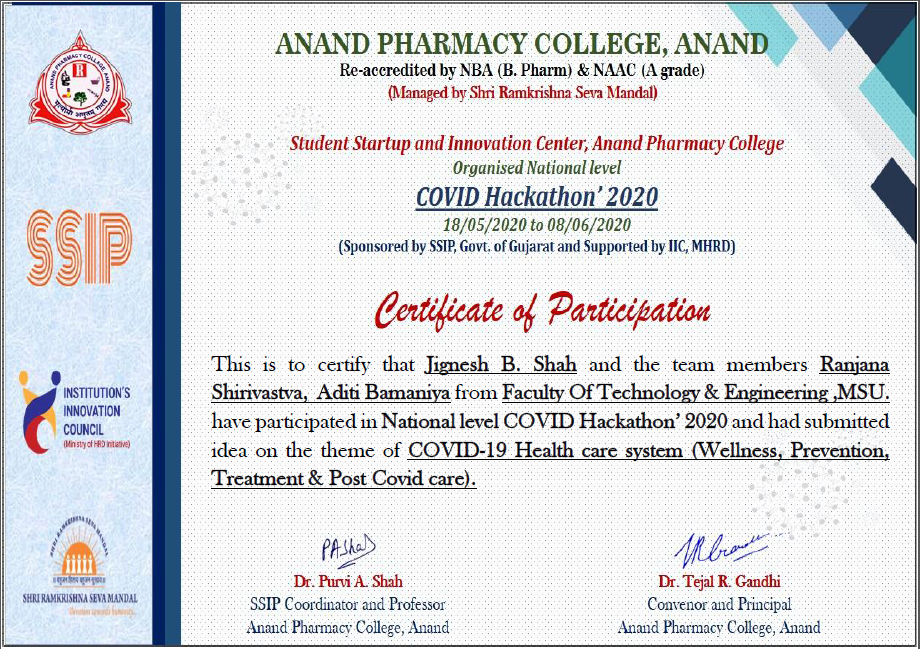 ANAND PHARMACY COLLEGE, ANAND
Re-accredited by NBA (B. Pharm) & NAAC (A grade)
(Managed by Shri Ramkrishna Seva Mandal)
Student Startup and Innovation Center, Anand Pharmacy College
Organised National level
COVID Hackathon' 2020
18/05/2020 to 08/06/2020
(Sponsored by SSIP, Govt. of Gujarat and Supported by IIC, MHRD)
Certificate of Participation
This is to certify that Jignesh B. Shah and the team members Ranjana
Shirivastva, Aditi Bamaniya from Faculty Of Technology & Engineering ,MSU.
have participated in National level COVID Hackathon' 2020 and had submitted
idea on the theme of COVID-19 Health care system (Wellness, Prevention,
Treatment & Post Covid care).
PAShah
Dr. Purvi A. Shah
SSIP Coordinator and Professor
Anand Pharmacy College, Anand
Dr. Tejal R. Gandhi
Convenor and Principal
Anand Pharmacy College, Anand
ANAND PHARMACY COLLEGE ANAND
R
SSIP
INSTITUTION'S
INNOVATION
COUNCIL
(Ministry of HRD Initiative)
SHRI RAMKRISHNA SEVA MANDAL
SHRI RAMKRISHNA SEVA MANDAL